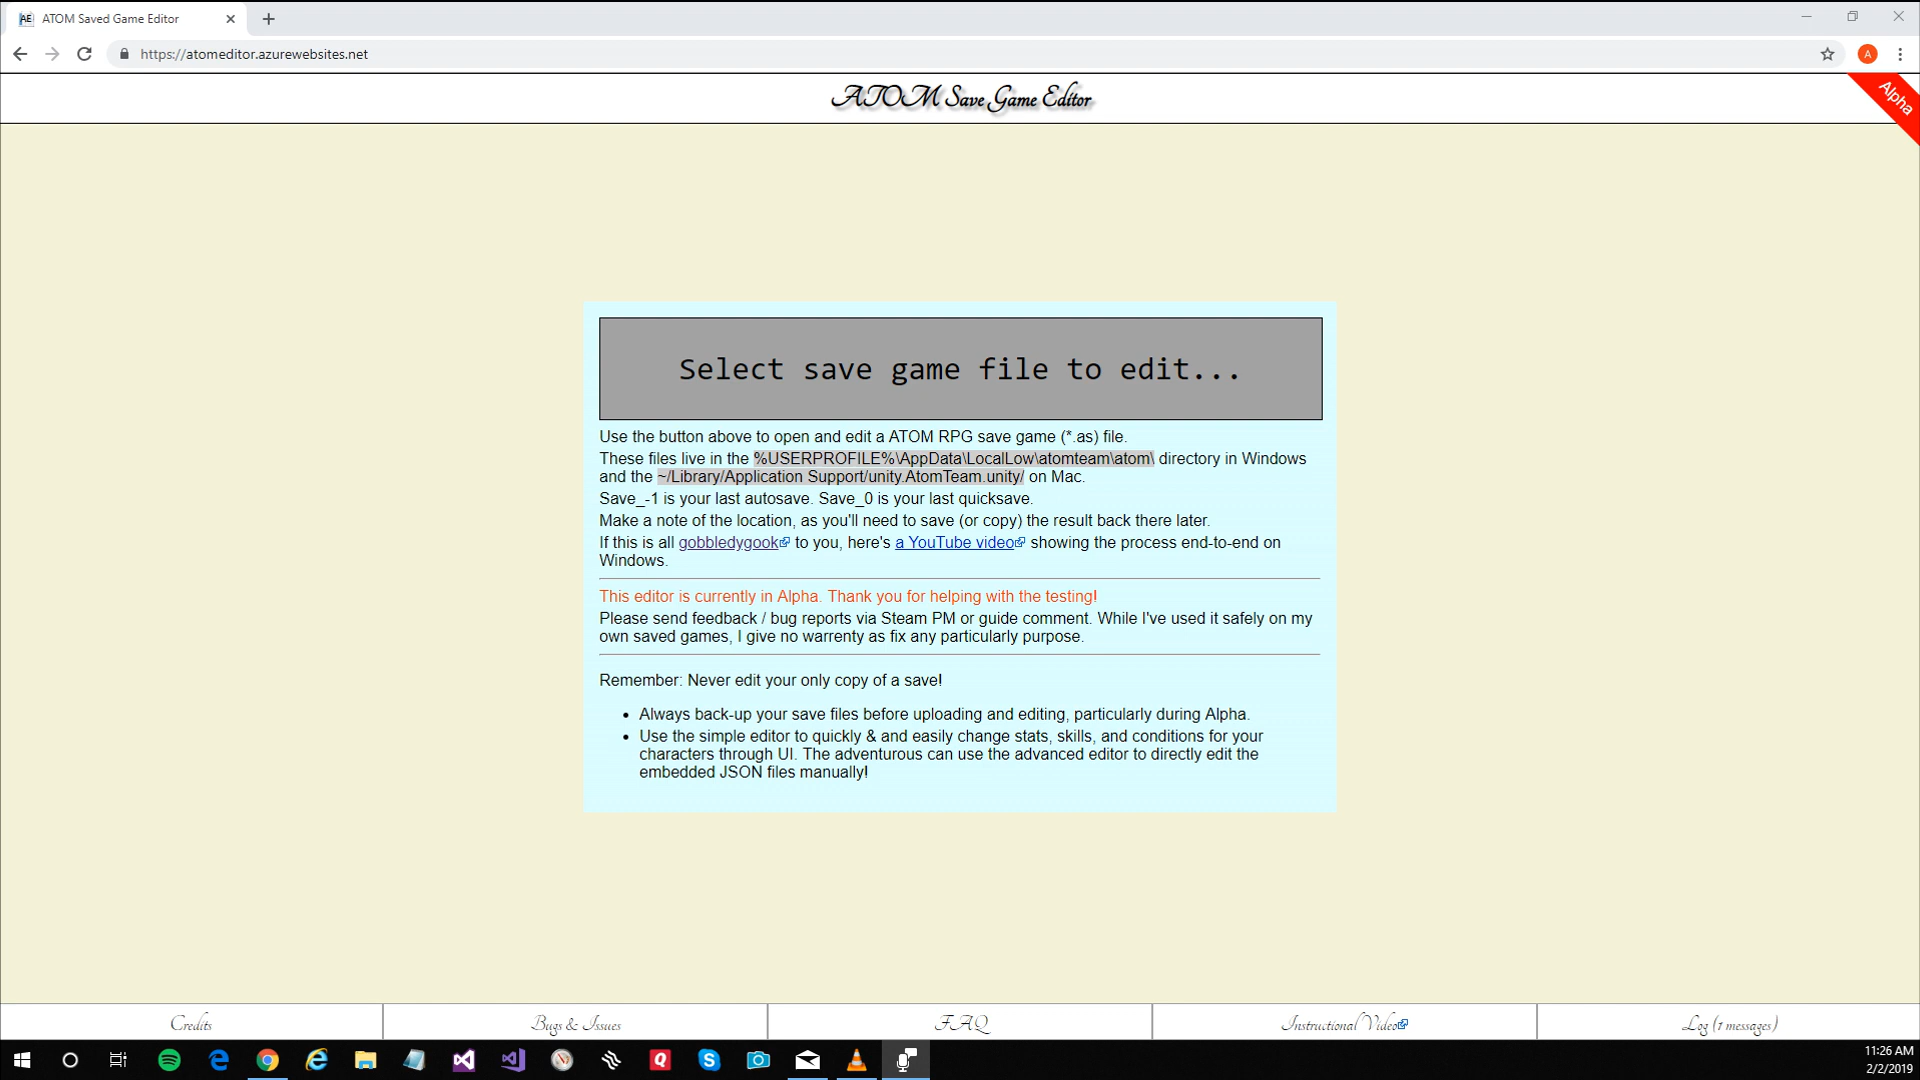 AE ATOM Saved Game Editor
https://atomeditor.azurewebsites.net
A
ATOM Save Game Editor
Alpha
Select save game file to edit...
Use the button above to open and edit a ATOM RPG save game (*.as) file.
These files live in the %USERPROFILE%\AppData\LocalLow\atomteam\atom\ directory in Windows
and the ~/Library/Application Support/unity.AtomTeam.unity/ on Mac.
Save_-1 is your last autosave. Save_0 is your last quicksave.
Make a note of the location, as you'll need to save (or copy) the result back there later.
If this is all gobbledygook to you, here's a YouTube video showing the process end-to-end on
Windows.
This editor is currently in Alpha. Thank you for helping with the testing!
Please send feedback / bug reports via Steam PM or guide comment. While I've used it safely on my
own saved games, I give no warrenty as fix any particularly purpose.
Remember: Never edit your only copy of a save!
• Always back-up your save files before uploading and editing, particularly during Alpha.
• Use the simple editor to quickly & and easily change stats, skills, and conditions for your
characters through UI. The adventurous can use the advanced editor to directly edit the
embedded JSON files manually!
Credits
Bugs & Issues
FAQ
Instructional Video
Log (1 messages)
11:26 AM
2/2/2019